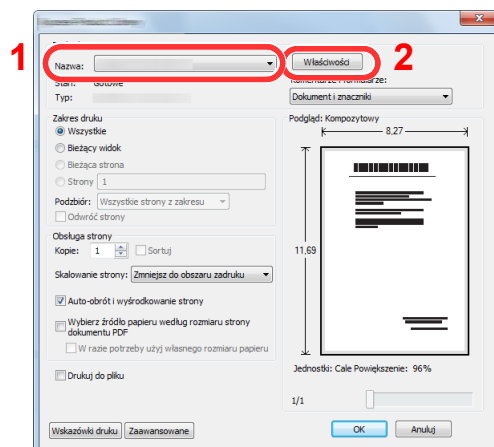 1
2
Nazwa:
Właściwości
Stan: Gotowe
Komentarze i formularze:
Typ:
Dokument i znaczniki
Zakres druku
Wszystkie
Bieżący widok
Bieżąca strona
Strony 1
Podzbiór: Wszystkie strony z zakresu
Odwróć strony
Obsługa strony
Kopie: 1 Sortuj
Skalowanie strony: Zmniejsz do obszaru zadruku
Auto-obrót i wyśrodkowanie strony
Wybierz źródło papieru według rozmiaru strony
dokumentu PDF
W razie potrzeby użyj własnego rozmiaru papieru
Drukuj do pliku
Podgląd: Kompozytowy
8,27
11,69
Jednostki: Cale Powiększenie: 96%
1/1
Wskazówki druku
Zaawansowane
OK
Anuluj